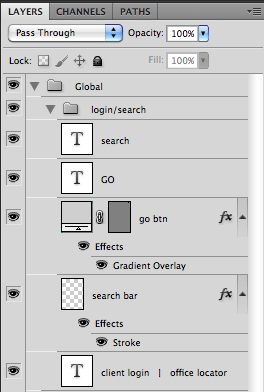 LAYERS CHANNELS PATHS
Pass Through Opacity: 100%
Lock: Fill: 100%
Global
login/search
T search
T GO
go btn fx
Effects
Gradient Overlay
search bar fx
Effects
Stroke
T client login | office locator